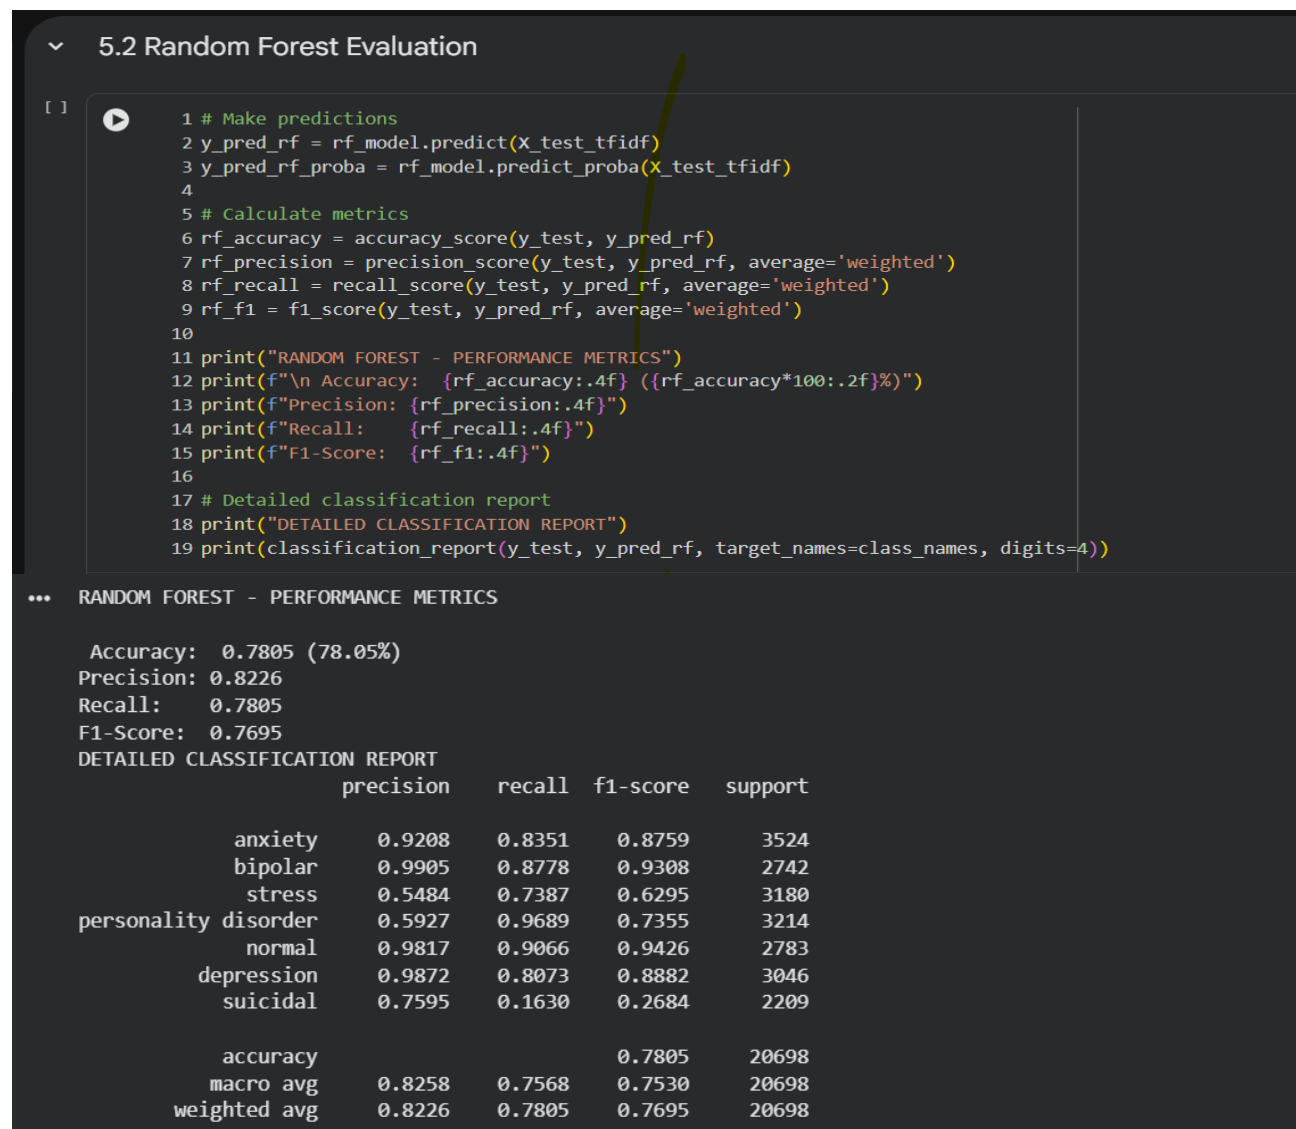 5.2 Random Forest Evaluation
[ ]
1 # Make predictions
2 y_pred_rf = rf_model.predict(X_test_tfidf)
3 y_pred_rf_proba = rf_model.predict_proba(X_test_tfidf)
4
5 # Calculate metrics
6 rf_accuracy = accuracy_score(y_test, y_pred_rf)
7 rf_precision = precision_score(y_test, y_pred_rf, average='weighted')
8 rf_recall = recall_score(y_test, y_pred_rf, average='weighted')
9 rf_f1 = f1_score(y_test, y_pred_rf, average='weighted')
10
11 print("RANDOM FOREST - PERFORMANCE METRICS")
12 print(f"\n Accuracy:  {rf_accuracy:.4f} ({rf_accuracy*100:.2f}%)")
13 print(f"Precision: {rf_precision:.4f}")
14 print(f"Recall:    {rf_recall:.4f}")
15 print(f"F1-Score:  {rf_f1:.4f}")
16
17 # Detailed classification report
18 print("DETAILED CLASSIFICATION REPORT")
19 print(classification_report(y_test, y_pred_rf, target_names=class_names, digits=4))
RANDOM FOREST - PERFORMANCE METRICS
Accuracy:  0.7805 (78.05%)
Precision: 0.8226
Recall:    0.7805
F1-Score:  0.7695
DETAILED CLASSIFICATION REPORT
precision recall f1-score support
anxiety 0.9208 0.8351 0.8759 3524
bipolar 0.9905 0.8778 0.9308 2742
stress 0.5484 0.7387 0.6295 3180
personality disorder 0.5927 0.9689 0.7355 3214
normal 0.9817 0.9066 0.9426 2783
depression 0.9872 0.8073 0.8882 3046
suicidal 0.7595 0.1630 0.2684 2209
accuracy 0.7805 20698
macro avg 0.8258 0.7568 0.7530 20698
weighted avg 0.8226 0.7805 0.7695 20698